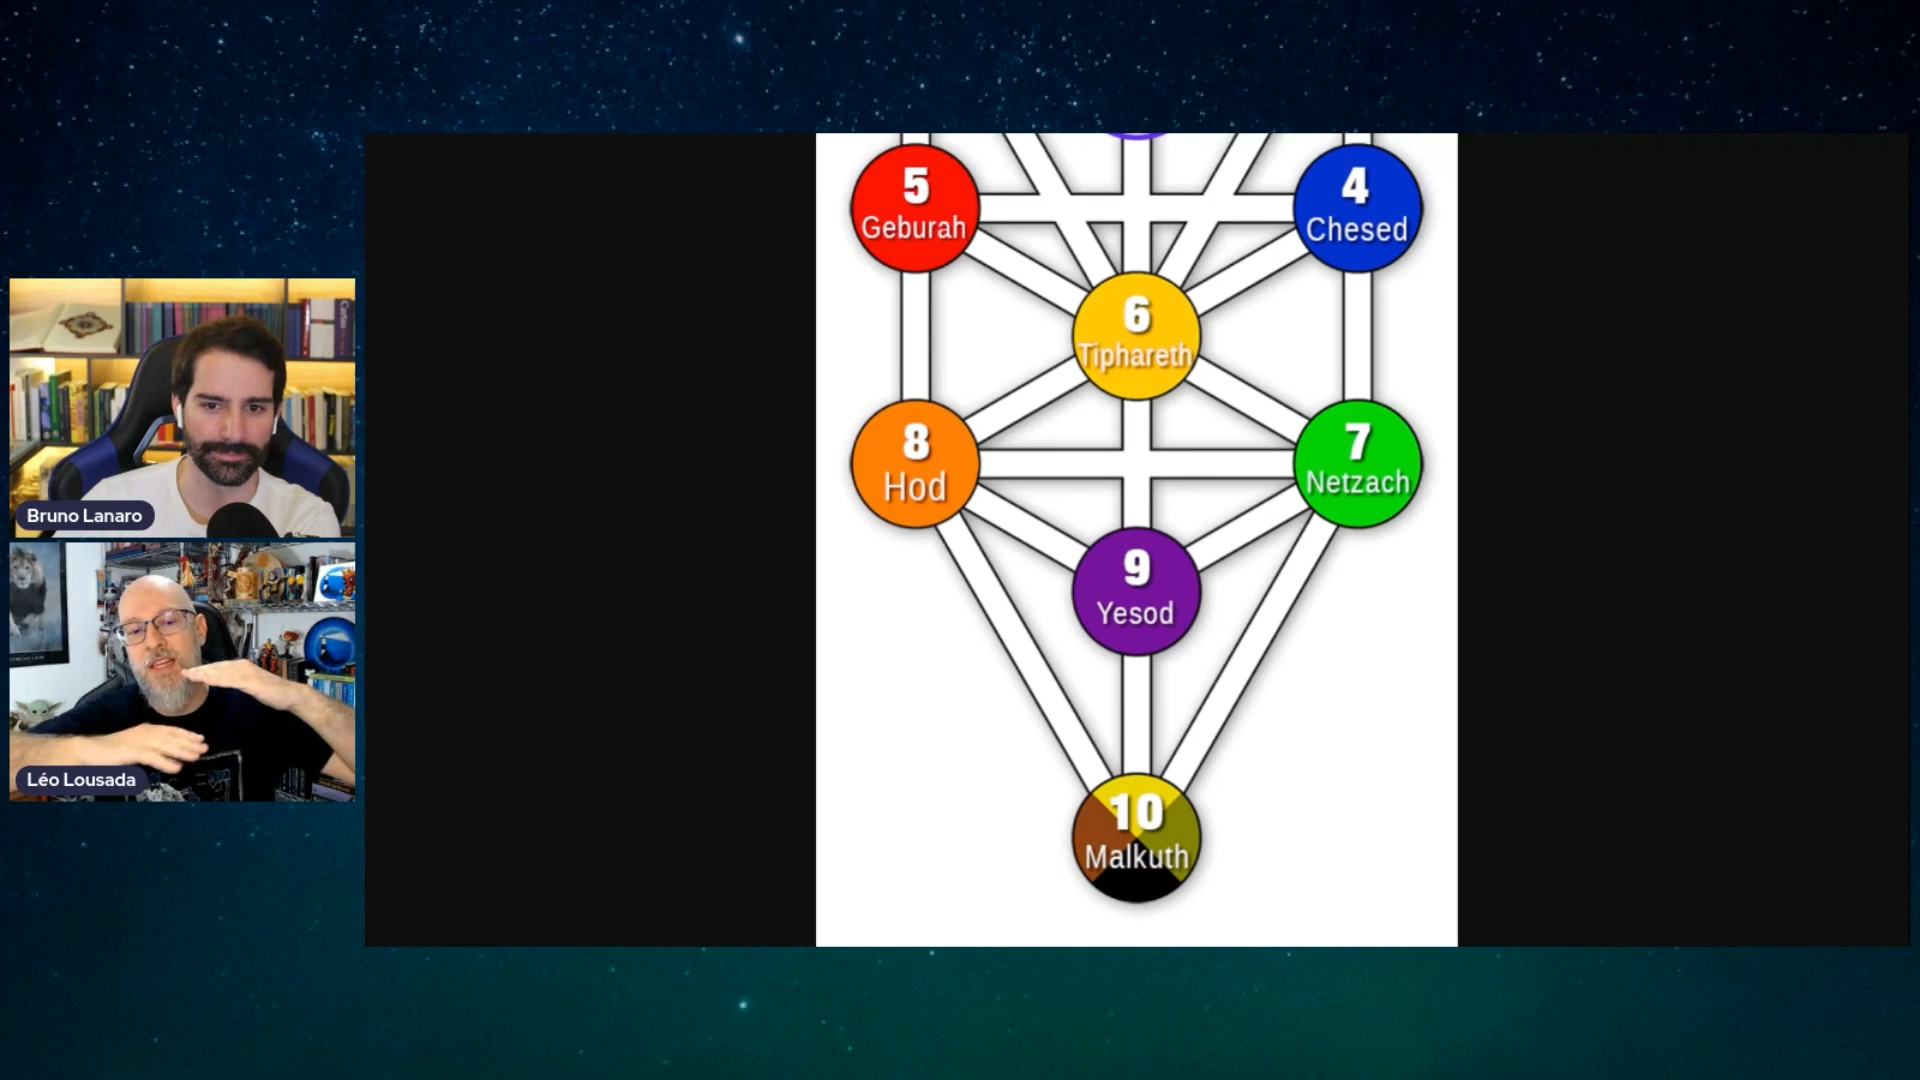 5
Geburah
4
Chesed
6
Tiphareth
8
Hod
7
Netzach
9
Yesod
10
Malkuth
Bruno Lanaro
Léo Lousada